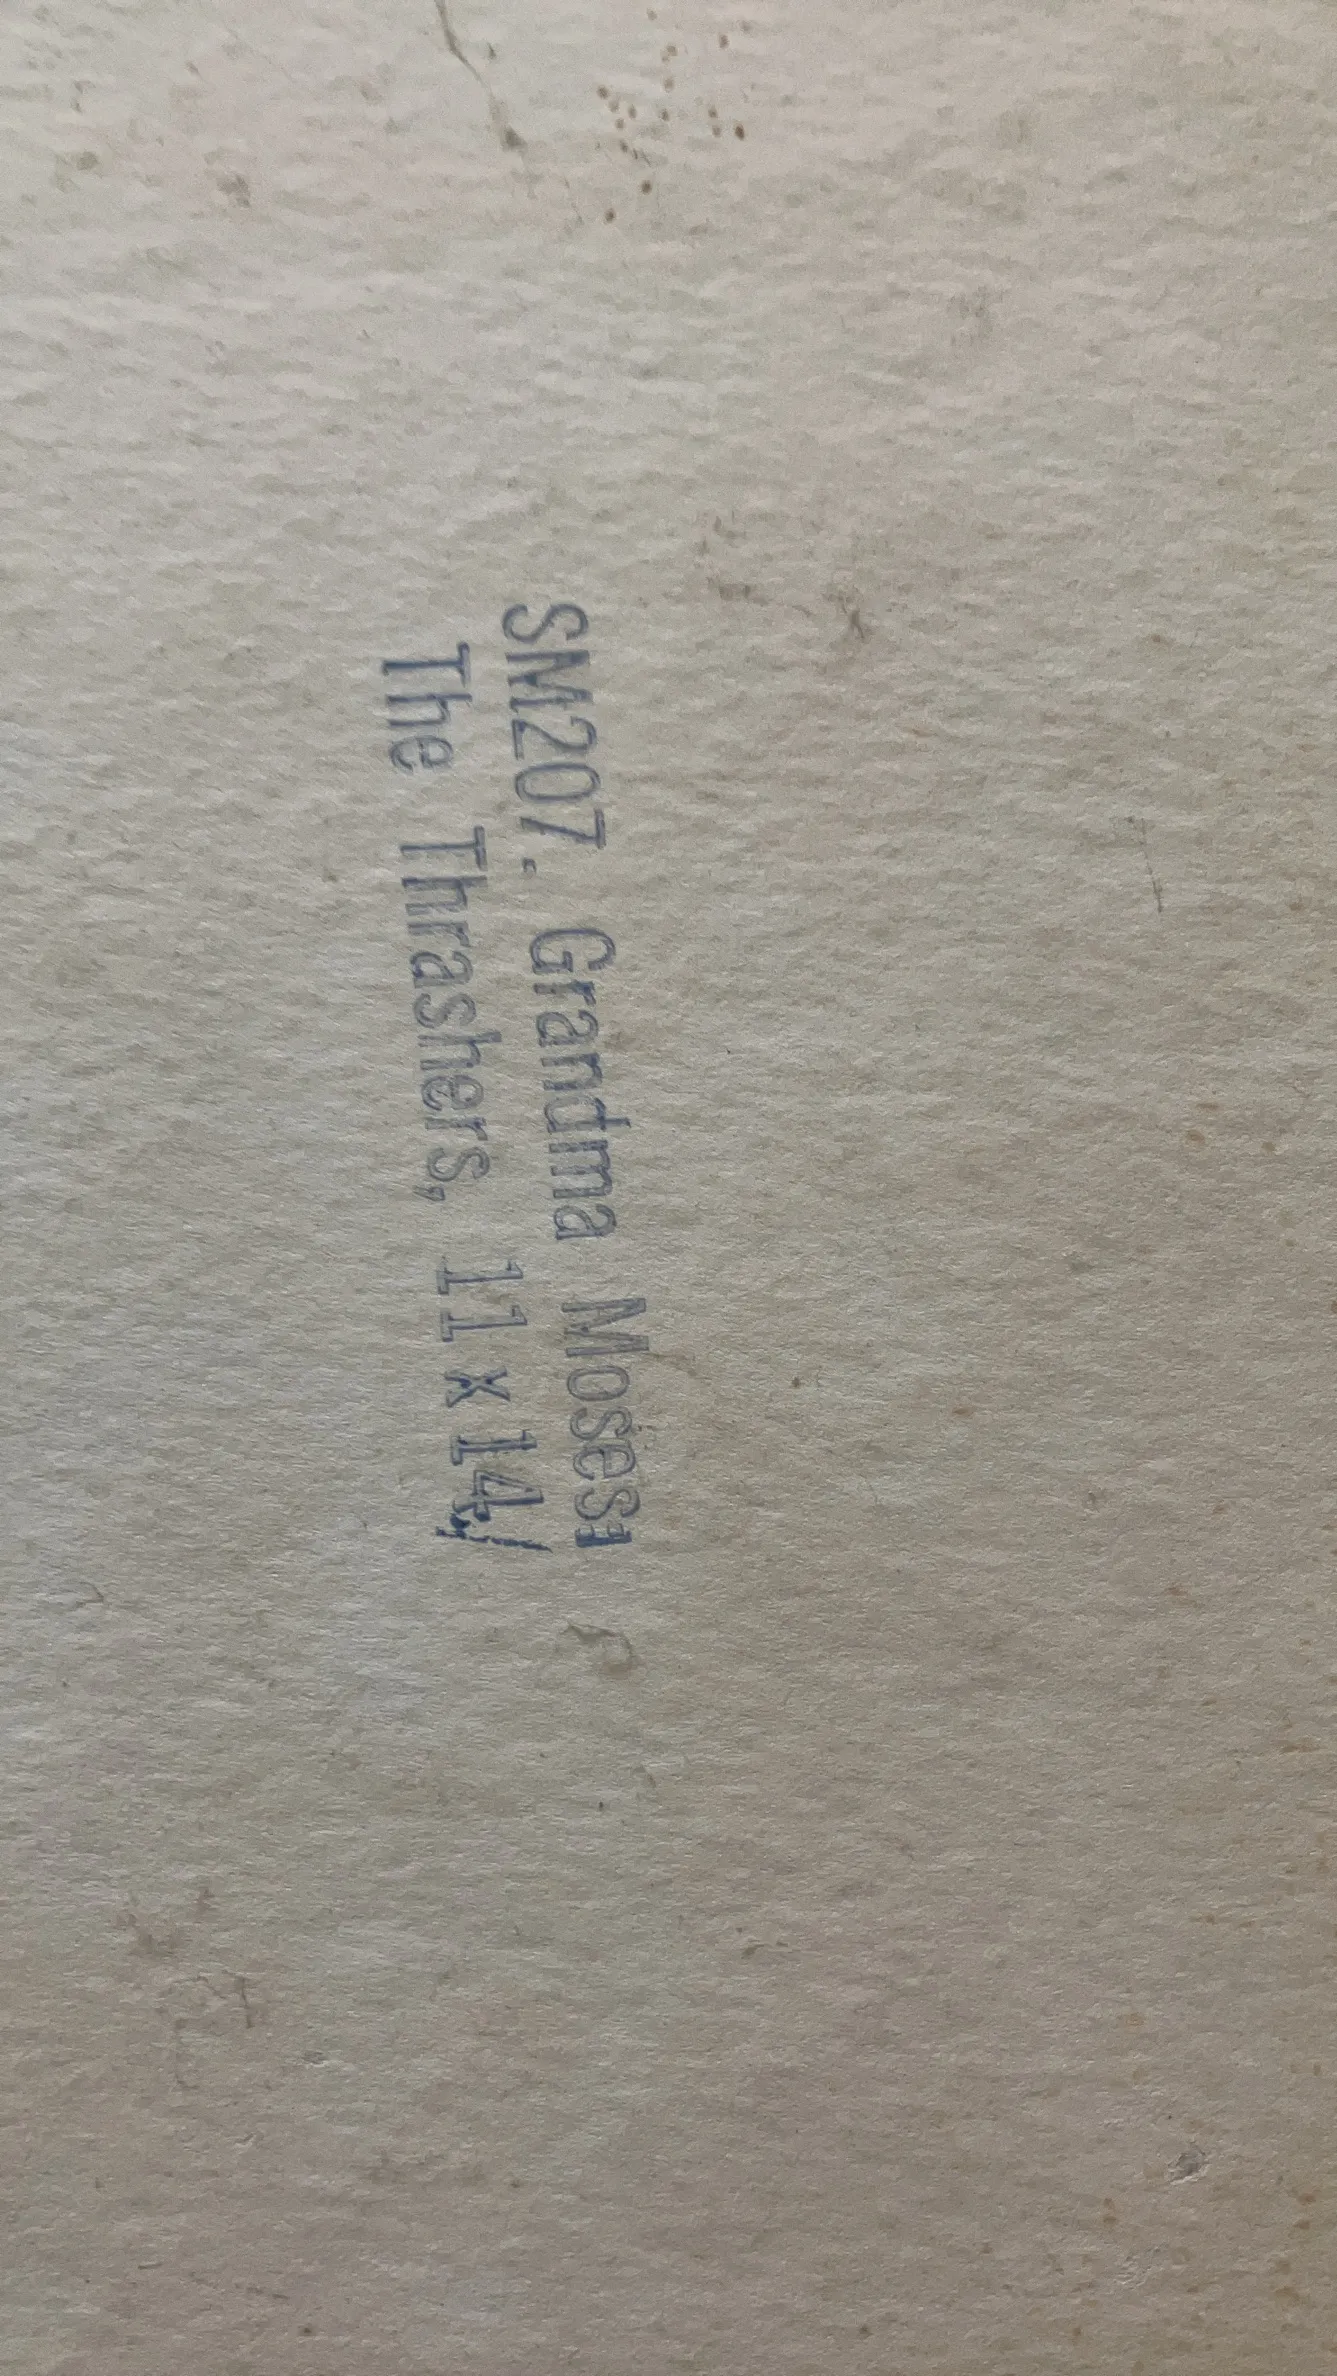 SM207. Grandma Moses
The Thrashers, 11 x 14